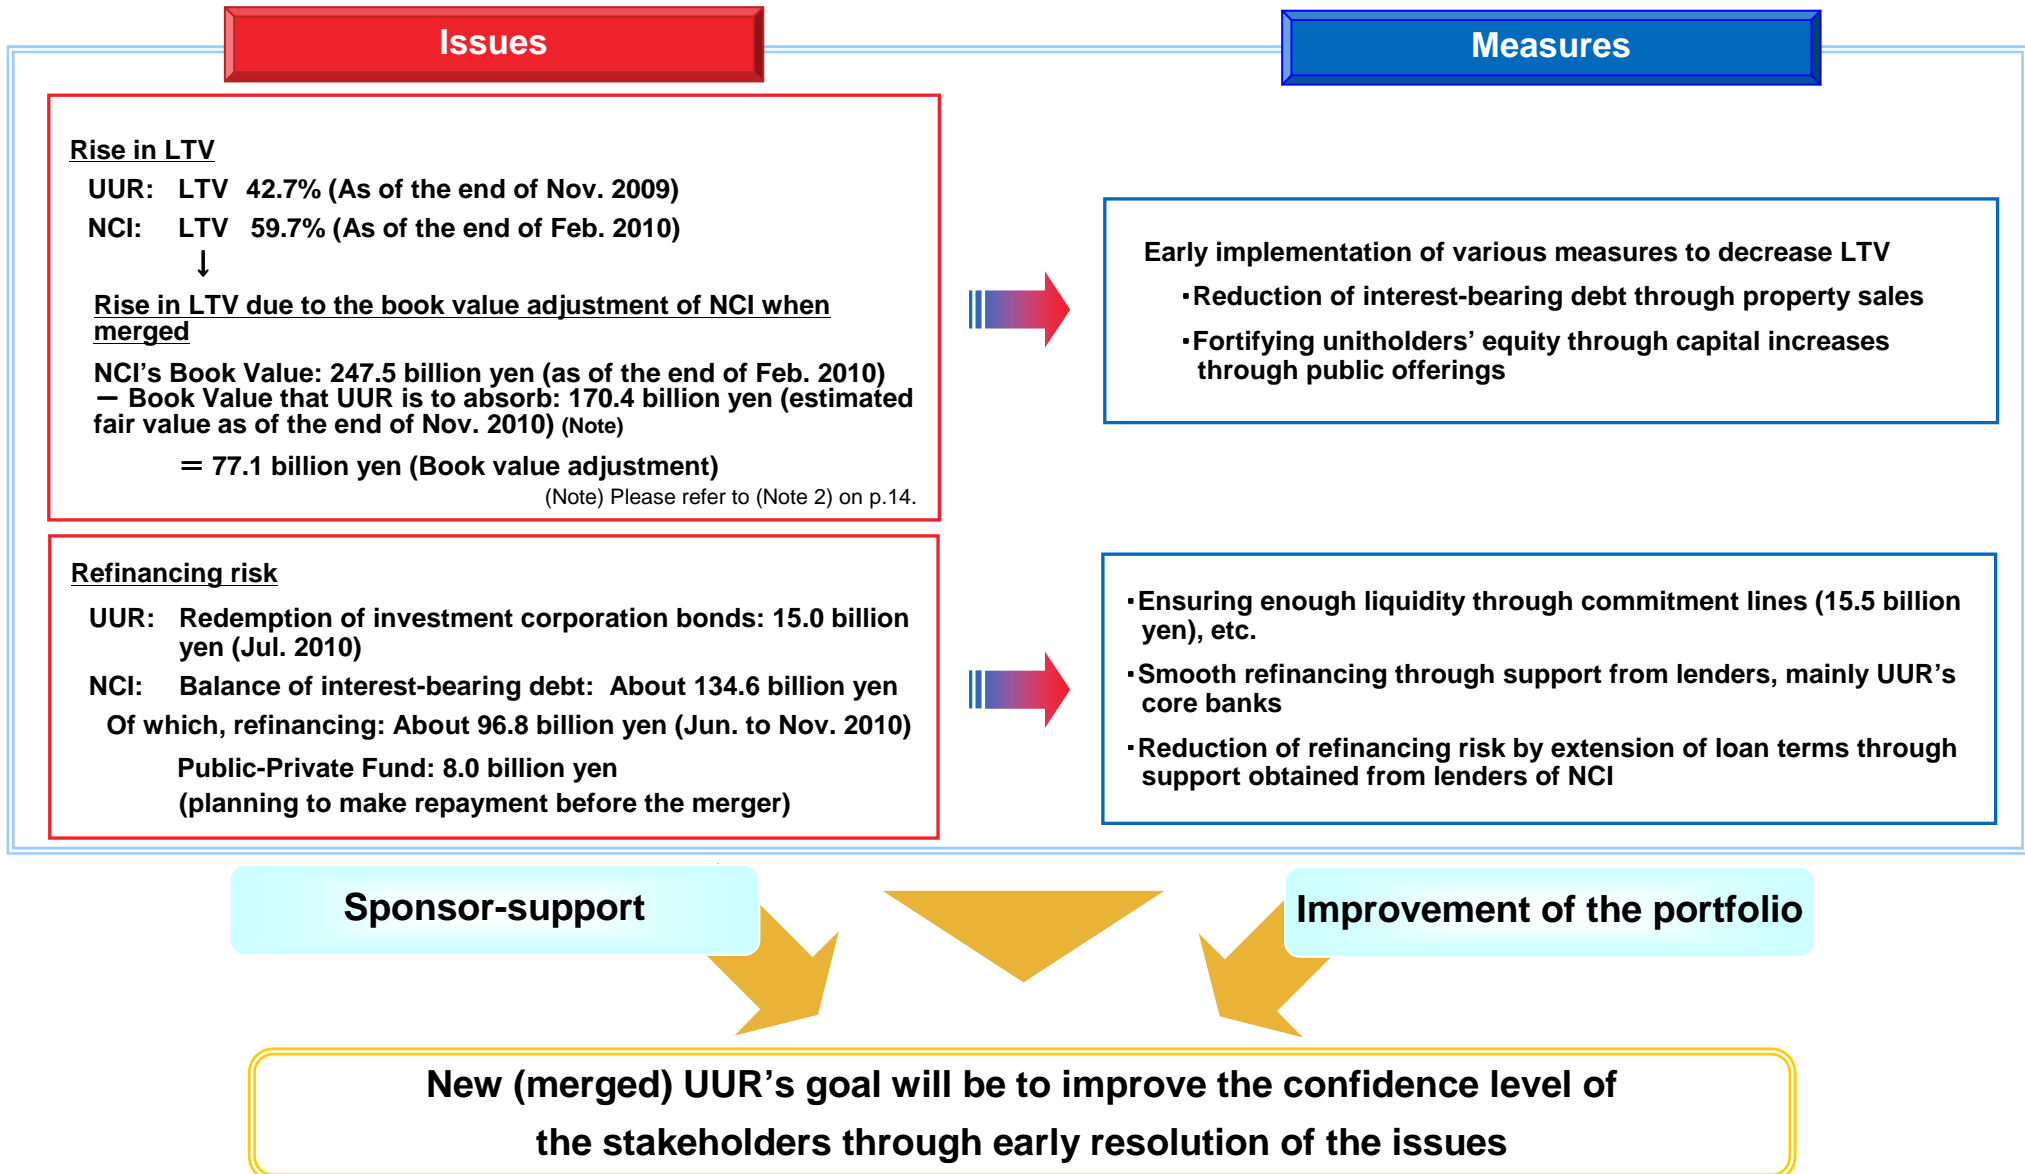 Issues
Measures
Rise in LTV
UUR: LTV 42.7% (As of the end of Nov. 2009)
NCI: LTV 59.7% (As of the end of Feb. 2010)
↓
Rise in LTV due to the book value adjustment of NCI when
merged
NCI's Book Value: 247.5 billion yen (as of the end of Feb. 2010)
— Book Value that UUR is to absorb: 170.4 billion yen (estimated
fair value as of the end of Nov. 2010) (Note)
= 77.1 billion yen (Book value adjustment)
(Note) Please refer to (Note 2) on p.14.
Early implementation of various measures to decrease LTV
・Reduction of interest-bearing debt through property sales
・Fortifying unitholders' equity through capital increases
through public offerings
Refinancing risk
UUR: Redemption of investment corporation bonds: 15.0 billion
yen (Jul. 2010)
NCI: Balance of interest-bearing debt: About 134.6 billion yen
Of which, refinancing: About 96.8 billion yen (Jun. to Nov. 2010)
Public-Private Fund: 8.0 billion yen
(planning to make repayment before the merger)
・Ensuring enough liquidity through commitment lines (15.5 billion
yen), etc.
・Smooth refinancing through support from lenders, mainly UUR's
core banks
・Reduction of refinancing risk by extension of loan terms through
support obtained from lenders of NCI
Sponsor-support
Improvement of the portfolio
New (merged) UUR's goal will be to improve the confidence level of
the stakeholders through early resolution of the issues